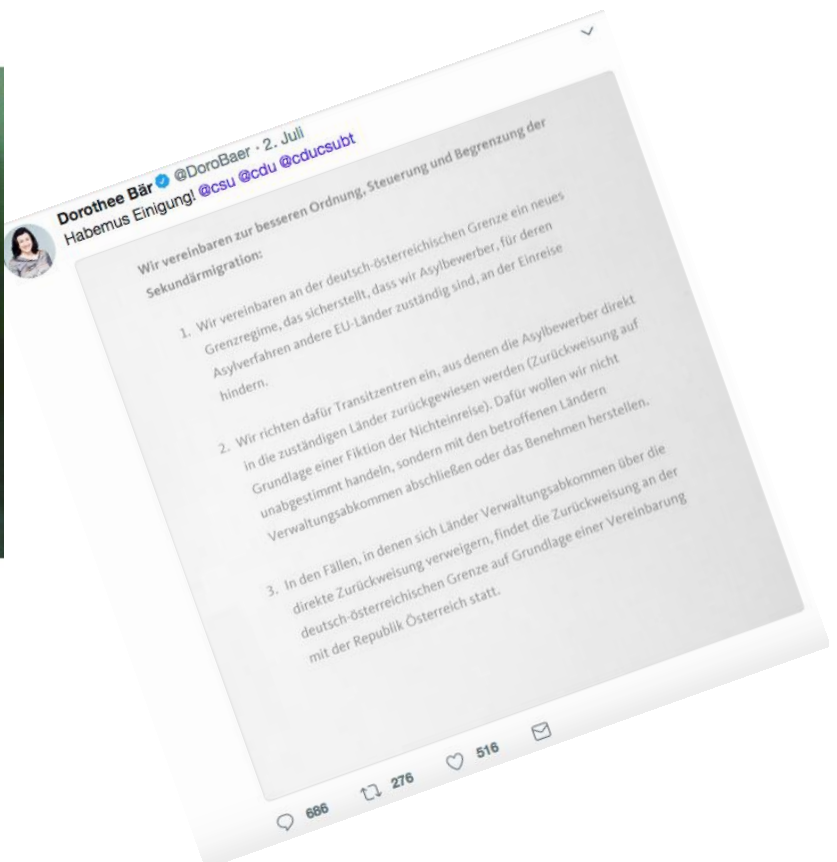 Dorothee Bär @DoroBaer · 2. Juli
Habemus Einigung! @csu @cdu @cducsubt
Wir vereinbaren zur besseren Ordnung, Steuerung und Begrenzung der
Sekundärmigration:
1. Wir vereinbaren an der deutsch-österreichischen Grenze ein neues
Grenzregime, das sicherstellt, dass wir Asylbewerber, für deren
Asylverfahren andere EU-Länder zuständig sind, an der Einreise
hindern.
2. Wir richten dafür Transitzentren ein, aus denen die Asylbewerber direkt
in die zuständigen Länder zurückgewiesen werden (Zurückweisung auf
Grundlage einer Fiktion der Nichteinreise). Dafür wollen wir nicht
unabgestimmt handeln, sondern mit den betroffenen Ländern
Verwaltungsabkommen abschließen oder das Benehmen herstellen.
3. In den Fällen, in denen sich Länder Verwaltungsabkommen über die
direkte Zurückweisung verweigern, findet die Zurückweisung an der
deutsch-österreichischen Grenze auf Grundlage einer Vereinbarung
mit der Republik Österreich statt.
686 276 516